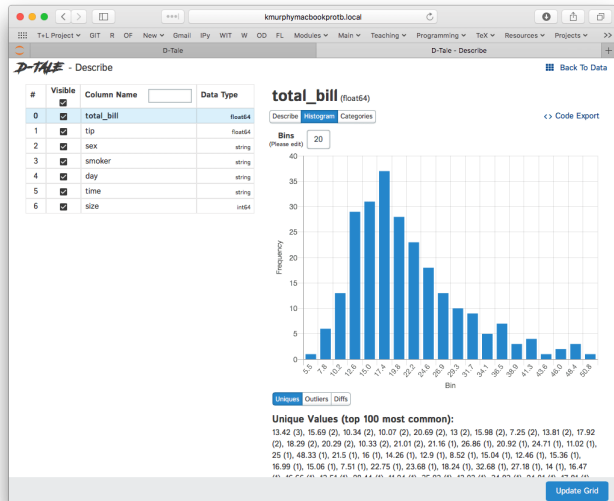 kmurphymacbookprotb.local
T+L Project GIT R OF New Gmail IPy WIT W OD FL Modules Main Teaching Programming TeX Resources Projects >>
D-Tale D-Tale - Describe +
D-TALE - Describe
Back To Data
# Visible Column Name Data Type
0 total_bill float64
1 tip float64
2 sex string
3 smoker string
4 day string
5 time string
6 size int64
total_bill (float64)
Describe Histogram Categories
<> Code Export
Bins
(Please edit)
20
40
35
30
25
20
15
10
5
0
Frequency
5.5 7.8 10.2 12.6 15.0 17.4 19.8 22.2 24.6 26.9 29.3 31.7 34.1 36.5 38.9 41.3 43.6 46.0 48.4 50.8
Bin
Uniques Outliers Diffs
Unique Values (top 100 most common):
13.42 (3), 15.69 (2), 10.34 (2), 10.07 (2), 20.69 (2), 13 (2), 15.98 (2), 7.25 (2), 13.81 (2), 17.92
(2), 18.29 (2), 20.29 (2), 10.33 (2), 21.01 (2), 21.16 (1), 26.86 (1), 20.92 (1), 24.71 (1), 11.02 (1),
25 (1), 48.33 (1), 21.5 (1), 16 (1), 14.26 (1), 12.9 (1), 8.52 (1), 15.04 (1), 12.46 (1), 15.36 (1),
16.99 (1), 15.06 (1), 7.51 (1), 22.75 (1), 23.68 (1), 18.24 (1), 32.68 (1), 27.18 (1), 14 (1), 16.47
Update Grid